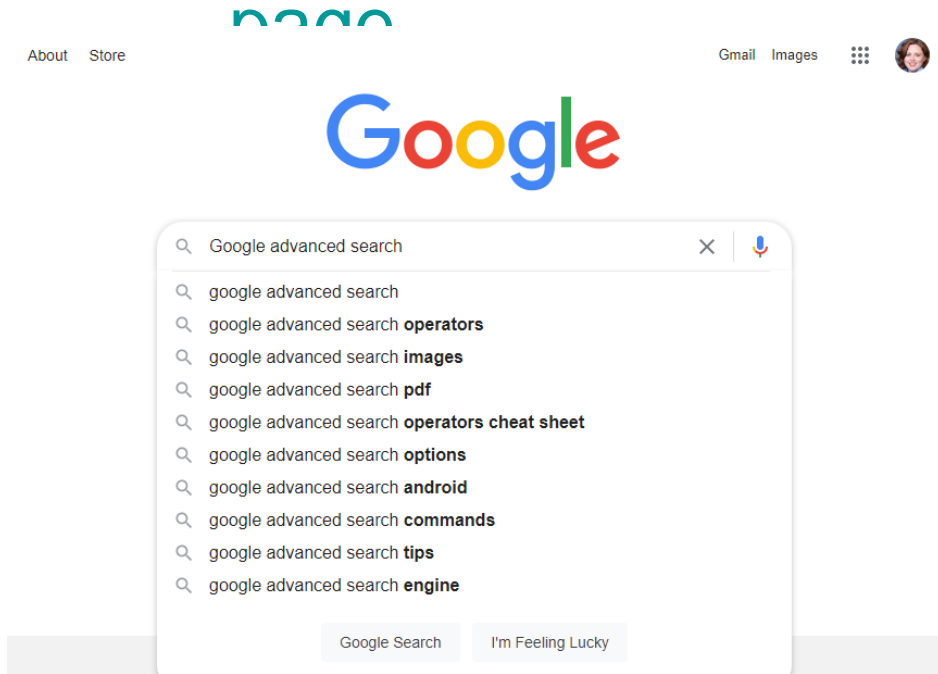 page
About Store Gmail Images
Google
Google advanced search
google advanced search
google advanced search operators
google advanced search images
google advanced search pdf
google advanced search operators cheat sheet
google advanced search options
google advanced search android
google advanced search commands
google advanced search tips
google advanced search engine
Google Search I'm Feeling Lucky